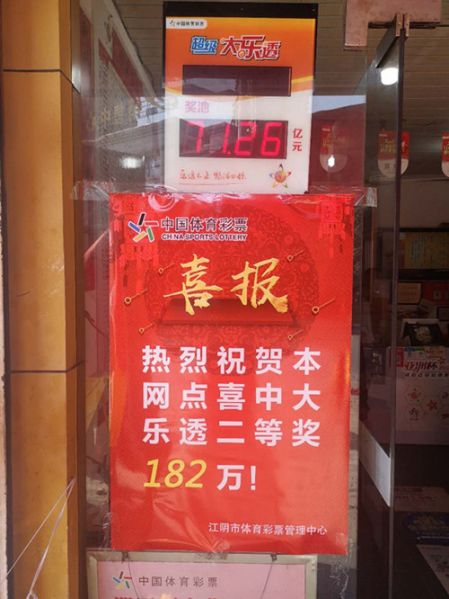 中国体育彩票
超级大乐透
奖池
71.26 亿元
中国体育彩票
CHINA SPORTS LOTTERY
喜报
热烈祝贺本
网点喜中大
乐透二等奖
182万!
江阴市体育彩票管理中心
亚洲杯
中国体育彩票